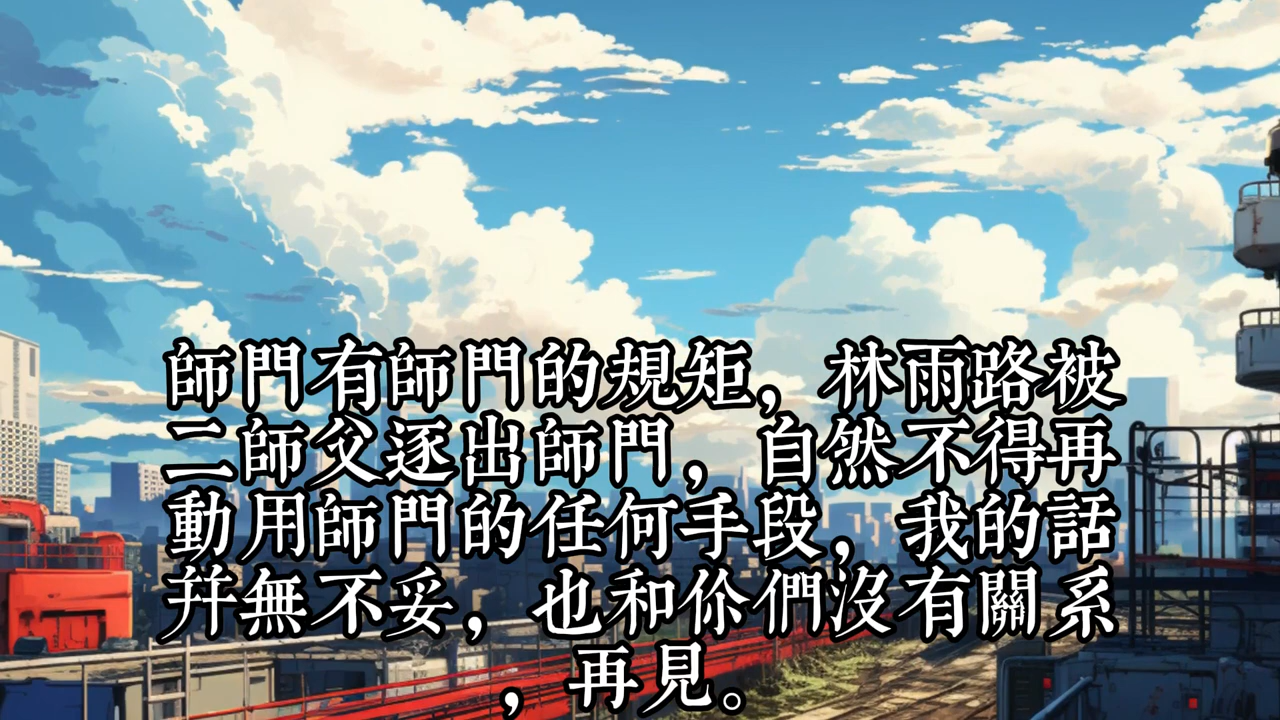 師門有師門的規矩，林雨路被
二師父逐出師門，自然不得再
動用師門的任何手段，我的話
幷無不妥，也和你們沒有關系
，再見。